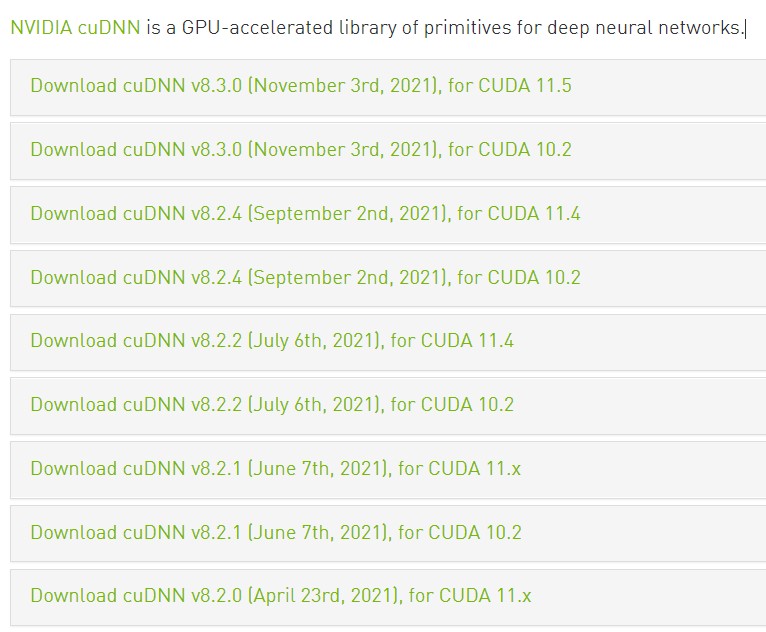 NVIDIA cuDNN is a GPU-accelerated library of primitives for deep neural networks.
Download cuDNN v8.3.0 (November 3rd, 2021), for CUDA 11.5
Download cuDNN v8.3.0 (November 3rd, 2021), for CUDA 10.2
Download cuDNN v8.2.4 (September 2nd, 2021), for CUDA 11.4
Download cuDNN v8.2.4 (September 2nd, 2021), for CUDA 10.2
Download cuDNN v8.2.2 (July 6th, 2021), for CUDA 11.4
Download cuDNN v8.2.2 (July 6th, 2021), for CUDA 10.2
Download cuDNN v8.2.1 (June 7th, 2021), for CUDA 11.x
Download cuDNN v8.2.1 (June 7th, 2021), for CUDA 10.2
Download cuDNN v8.2.0 (April 23rd, 2021), for CUDA 11.x